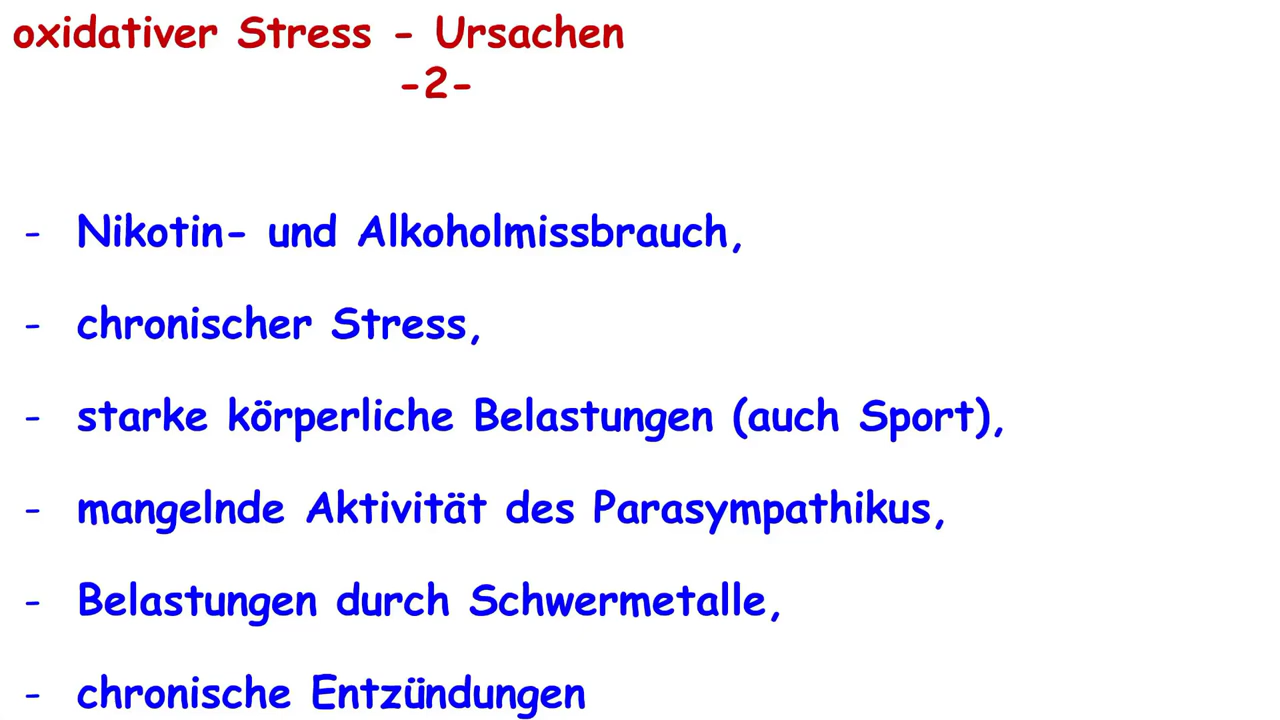 oxidativer Stress - Ursachen
-2-
- Nikotin- und Alkoholmissbrauch,
- chronischer Stress,
- starke körperliche Belastungen (auch Sport),
- mangelnde Aktivität des Parasympathikus,
- Belastungen durch Schwermetalle,
- chronische Entzündungen